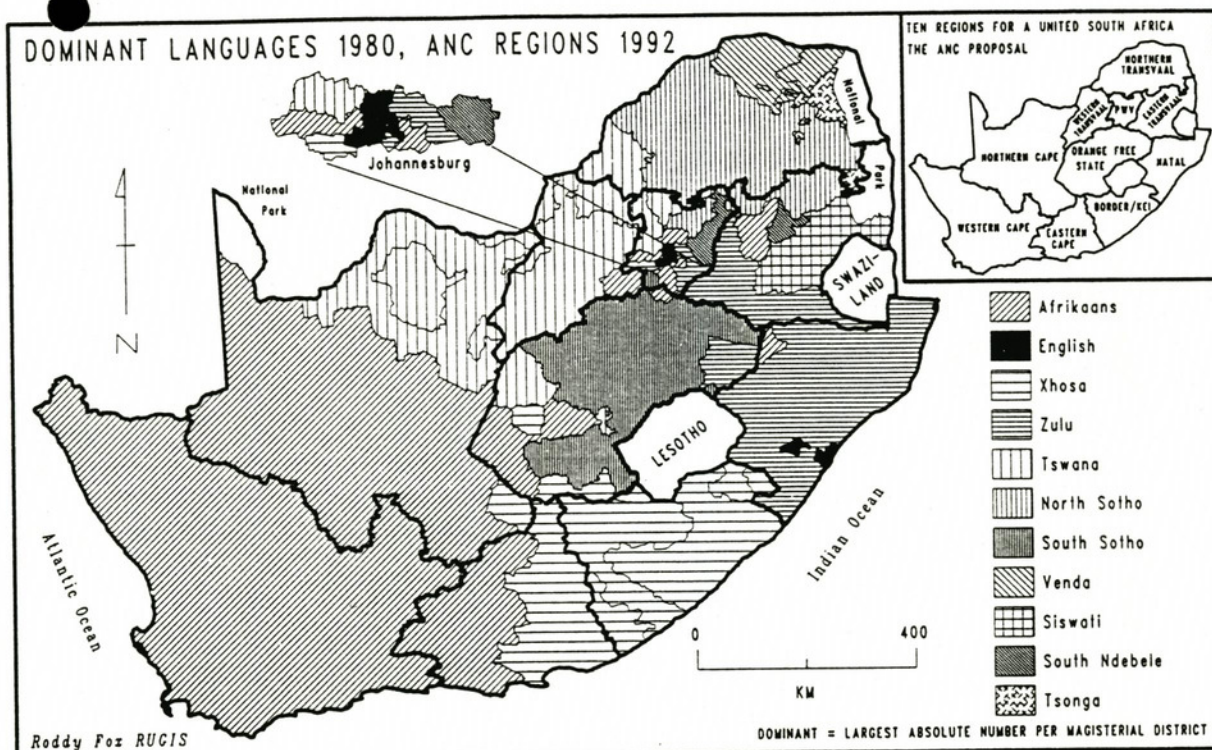 DOMINANT LANGUAGES 1980, ANC REGIONS 1992
Johannesburg
National
Park
National
Park
N
SWAZI-
LAND
LESOTHO
Atlantic Ocean
Indian Ocean
0
400
KM
TEN REGIONS FOR A UNITED SOUTH AFRICA
THE ANC PROPOSAL
NORTHERN
TRANSVAAL
WESTERN
TRANSVAAL
PWV
EASTERN
TRANSVAAL
ORANGE FREE
STATE
NORTHERN CAPE
NATAL
BORDER/KEI
WESTERN CAPE
EASTERN
CAPE
Afrikaans
English
Xhosa
Zulu
Tswana
North Sotho
South Sotho
Venda
Siswati
South Ndebele
Tsonga
Roddy Fox RUGIS
DOMINANT = LARGEST ABSOLUTE NUMBER PER MAGISTERIAL DISTRICT